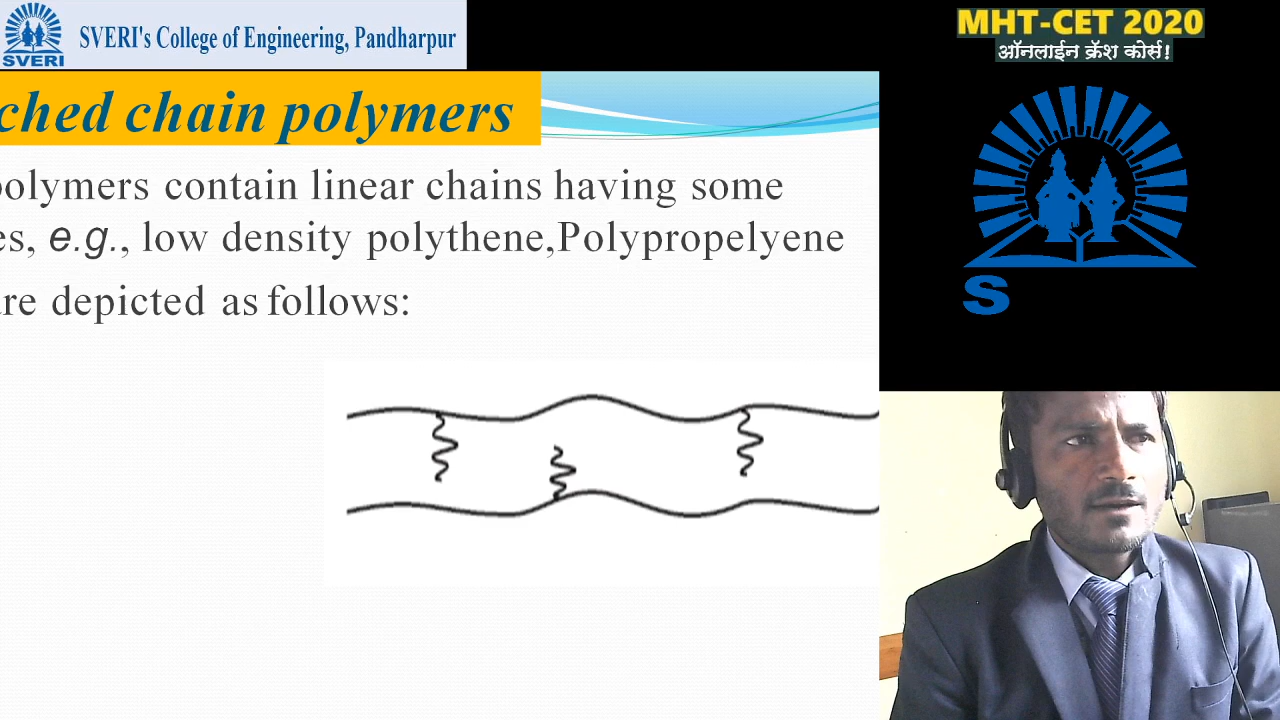 SVERI
SVERI's College of Engineering, Pandharpur
MHT-CET 2020
ऑनलाईन क्रॅश कोर्स!
ched chain polymers
polymers contain linear chains having some
es, e.g., low density polythene,Polypropelyene
re depicted as follows:
S